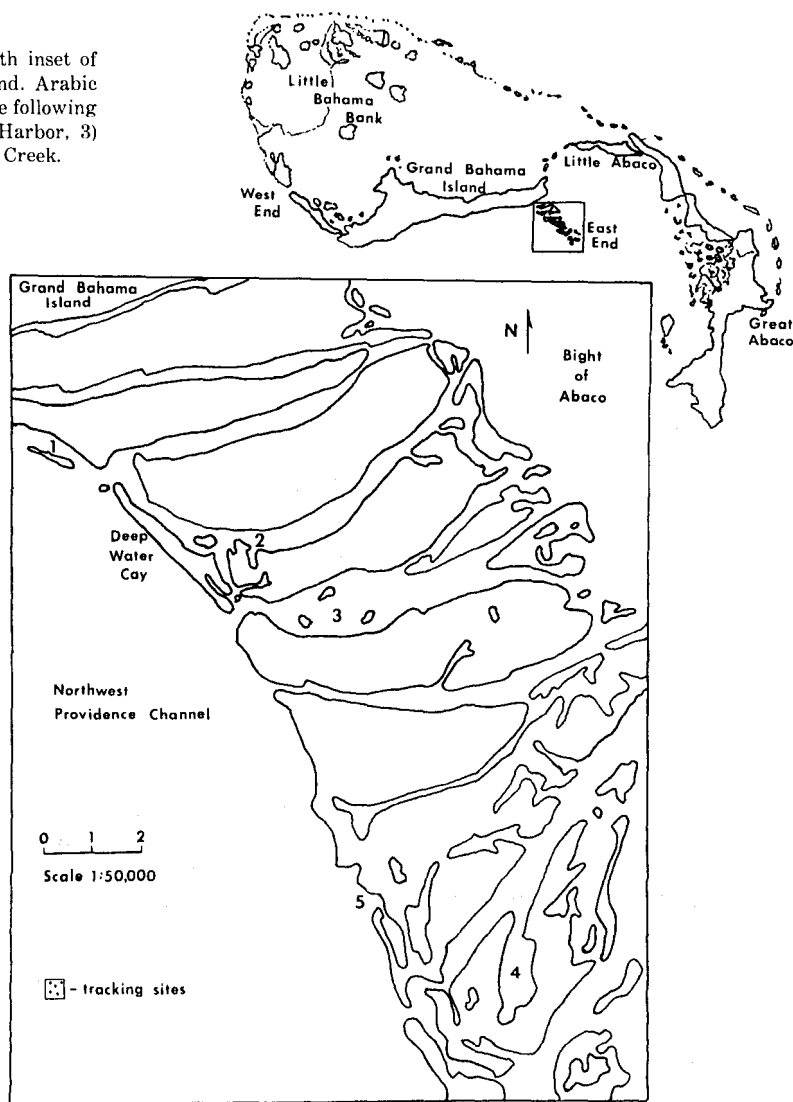 th inset of
nd. Arabic
e following
Harbor, 3)
Creek.
Little
Bahama
Bank
Grand Bahama
Island
Little Abaco
West
End
East
End
Great
Abaco
Grand Bahama
Island
N
Bight
of
Abaco
1
Deep
Water
Cay
2
3
Northwest
Providence Channel
0 1 2
Scale 1:50,000
5
4
- tracking sites